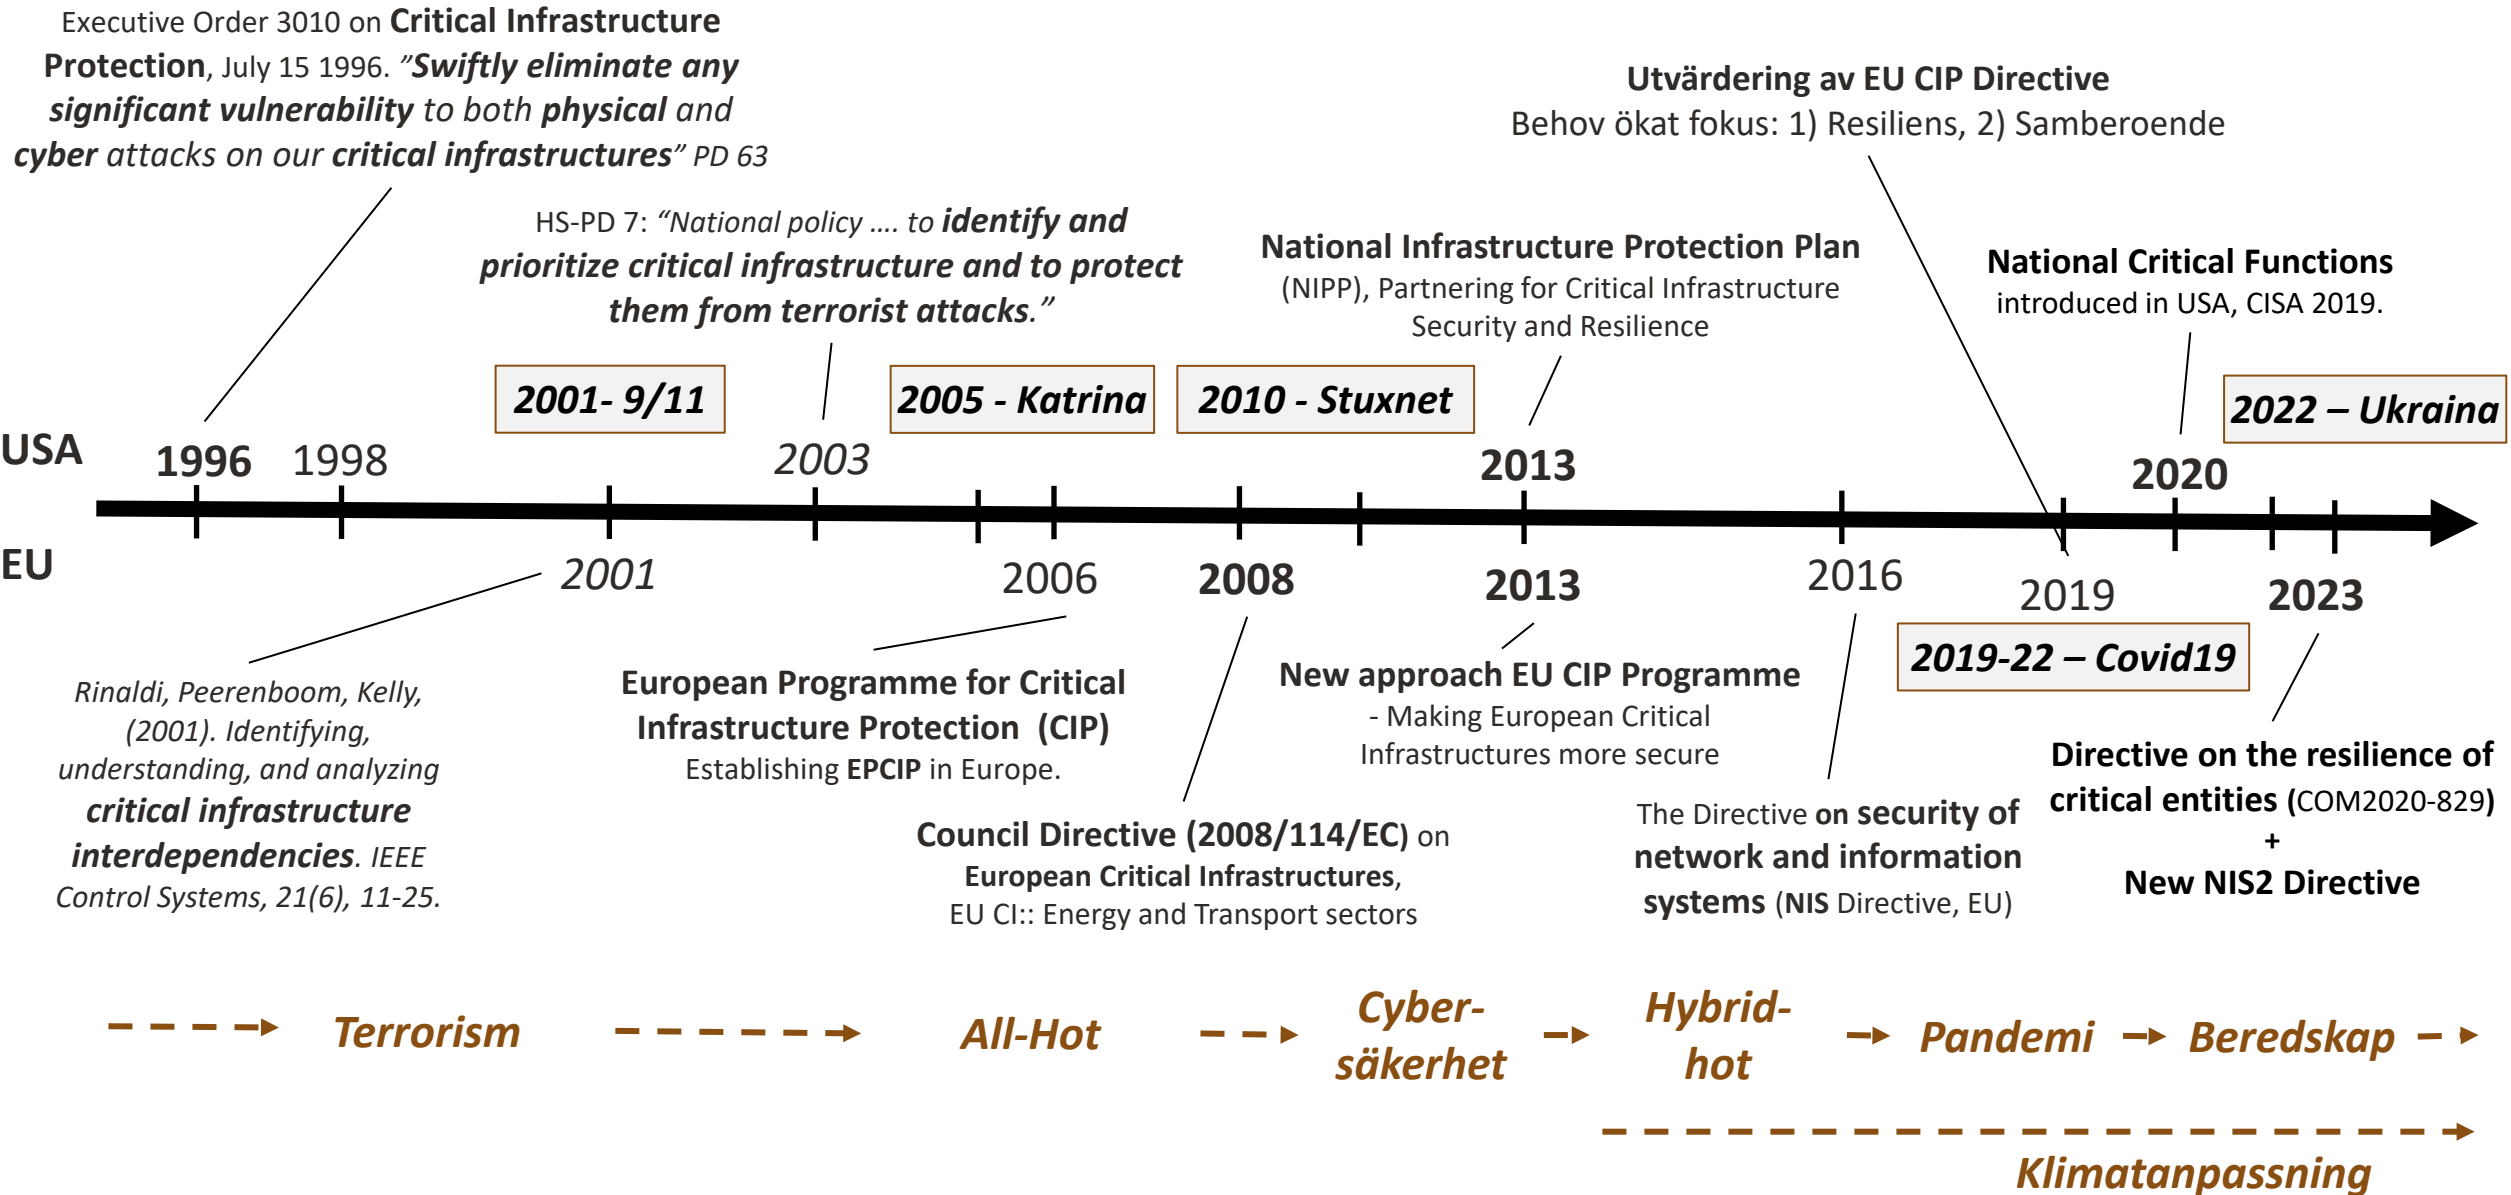 Executive Order 3010 on Critical Infrastructure
Protection, July 15 1996. ”Swiftly eliminate any
significant vulnerability to both physical and
cyber attacks on our critical infrastructures” PD 63
Utvärdering av EU CIP Directive
Behov ökat fokus: 1) Resiliens, 2) Samberoende
HS-PD 7: “National policy .... to identify and
prioritize critical infrastructure and to protect
them from terrorist attacks.”
National Infrastructure Protection Plan
(NIPP), Partnering for Critical Infrastructure
Security and Resilience
National Critical Functions
introduced in USA, CISA 2019.
2001- 9/11
2005 - Katrina
2010 - Stuxnet
2022 – Ukraina
USA
1996
1998
2003
2013
2020
EU
2001
2006
2008
2013
2016
2019
2023
2019-22 – Covid19
Rinaldi, Peerenboom, Kelly,
(2001). Identifying,
understanding, and analyzing
critical infrastructure
interdependencies. IEEE
Control Systems, 21(6), 11-25.
European Programme for Critical
Infrastructure Protection (CIP)
Establishing EPCIP in Europe.
Council Directive (2008/114/EC) on
European Critical Infrastructures,
EU CI:: Energy and Transport sectors
New approach EU CIP Programme
- Making European Critical
Infrastructures more secure
The Directive on security of
network and information
systems (NIS Directive, EU)
Directive on the resilience of
critical entities (COM2020-829)
+
New NIS2 Directive
Terrorism
All-Hot
Cyber-
säkerhet
Hybrid-
hot
Pandemi
Beredskap
Klimatanpassning